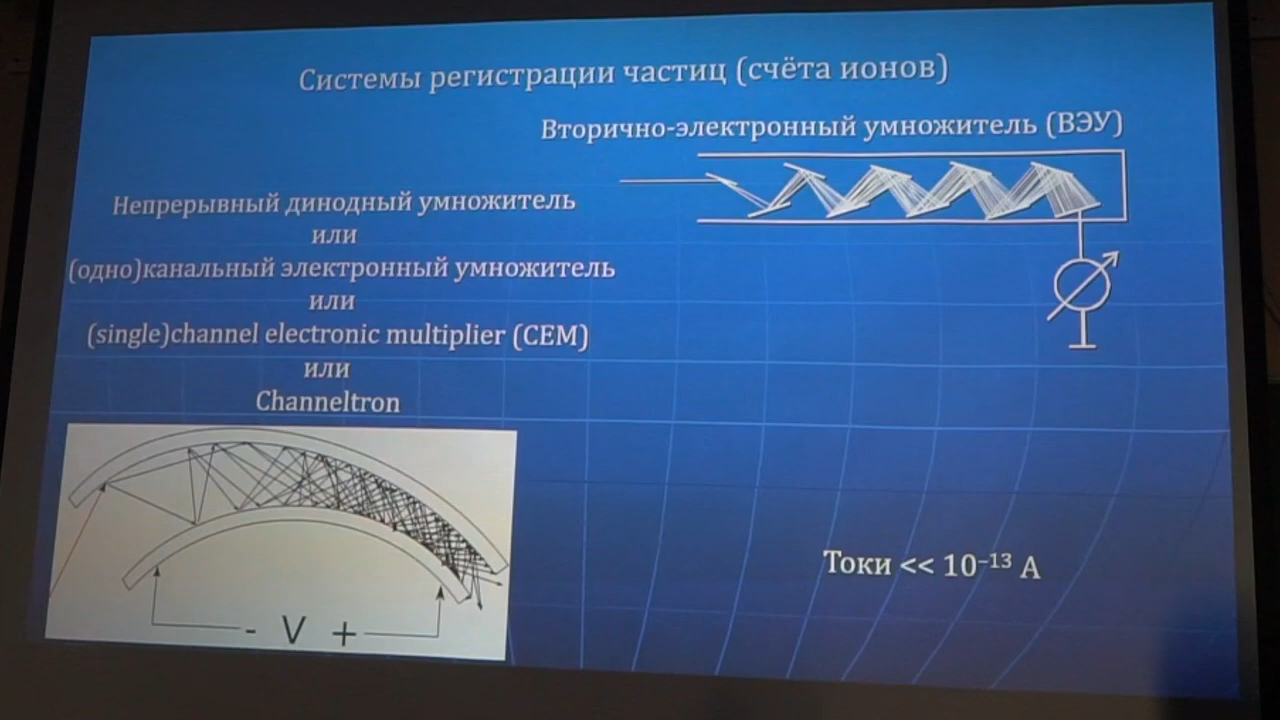 Системы регистрации частиц (счёта ионов)
Вторично-электронный умножитель (ВЭУ)
Непрерывный динодный умножитель
или
(одно)канальный электронный умножитель
или
(single)channel electronic multiplier (CEM)
или
Channeltron
- V +
Токи << 10⁻¹³ А